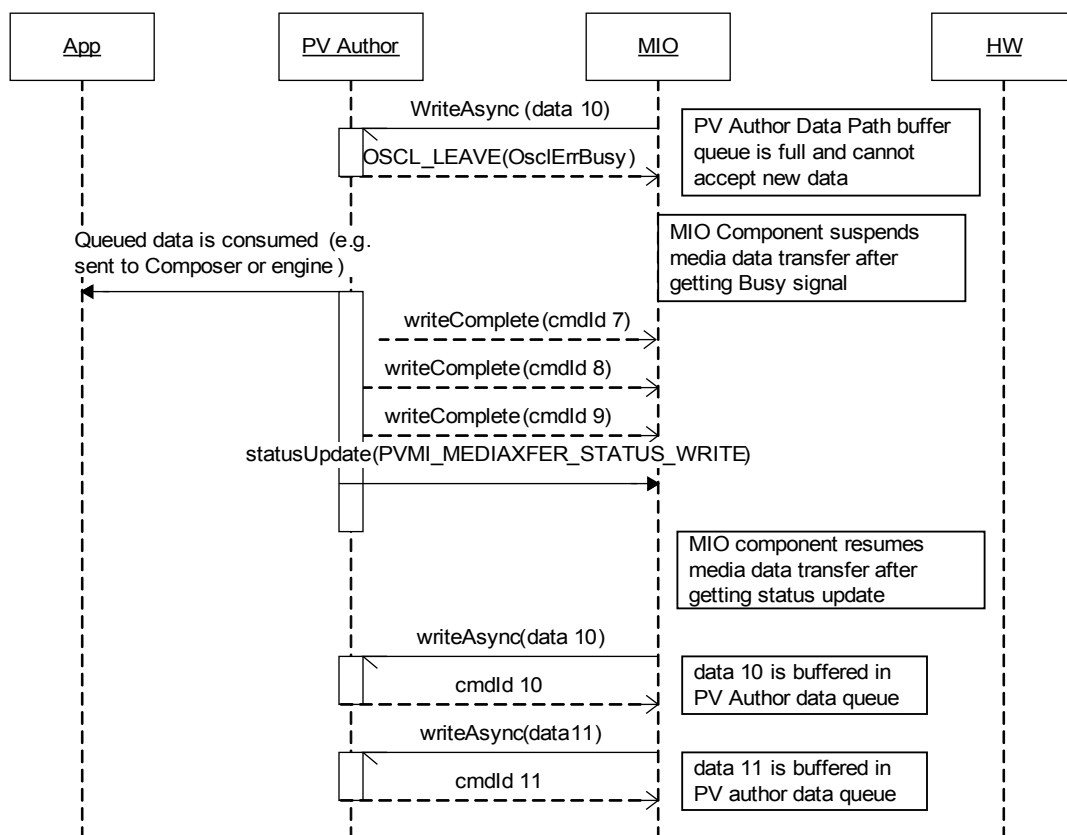 App
PV Author
MIO
HW
WriteAsync (data 10)
OSCL_LEAVE(OsclErrBusy)
PV Author Data Path buffer
queue is full and cannot
accept new data
MIO Component suspends
media data transfer after
getting Busy signal
Queued data is consumed (e.g.
sent to Composer or engine)
writeComplete(cmdId 7)
writeComplete(cmdId 8)
writeComplete(cmdId 9)
statusUpdate(PVMI_MEDIAXFER_STATUS_WRITE)
MIO component resumes
media data transfer after
getting status update
writeAsync(data 10)
cmdId 10
data 10 is buffered in
PV Author data queue
writeAsync(data11)
cmdId 11
data 11 is buffered in
PV author data queue